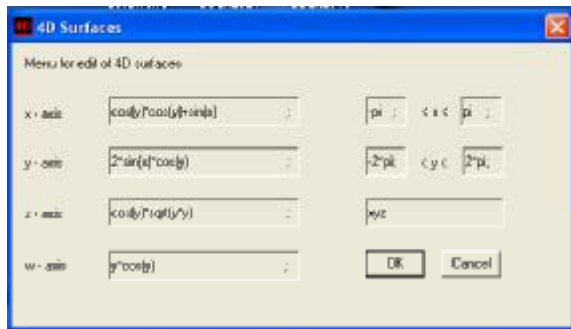 4D Surfaces
Menu for edit of 4D surfaces
x - axis cos(y)*cos(y)+sin(x) ; -pi ; < x < pi ;
y - axis 2*sin(x)*cos(y) ; -2*pi; < y < 2*pi;
z - axis cos(y)*sqrt(y*y) ; xyz
w - axis y*cos(y) ; OK Cancel